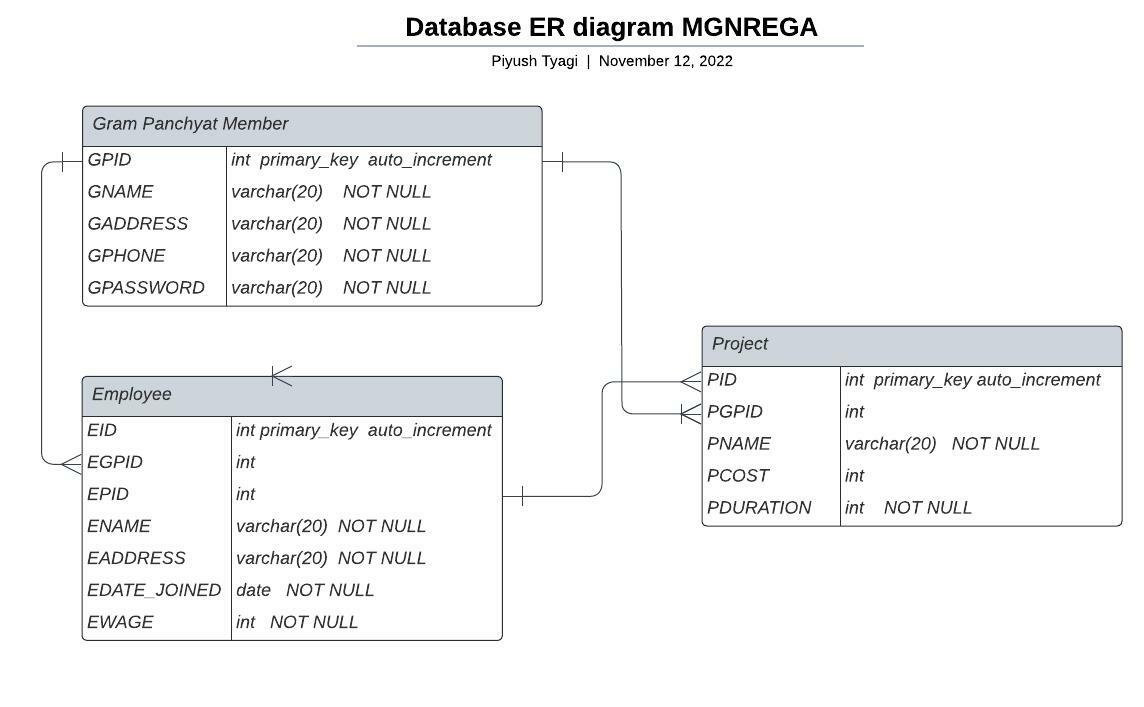 Database ER diagram MGNREGA
Piyush Tyagi | November 12, 2022
Gram Panchyat Member
GPID int primary_key auto_increment
GNAME varchar(20) NOT NULL
GADDRESS varchar(20) NOT NULL
GPHONE varchar(20) NOT NULL
GPASSWORD varchar(20) NOT NULL
Employee
EID int primary_key auto_increment
EGPID int
EPID int
ENAME varchar(20) NOT NULL
EADDRESS varchar(20) NOT NULL
EDATE_JOINED date NOT NULL
EWAGE int NOT NULL
Project
PID int primary_key auto_increment
PGPID int
PNAME varchar(20) NOT NULL
PCOST int
PDURATION int NOT NULL